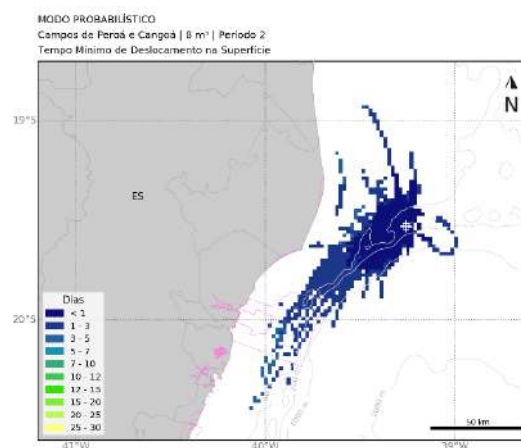 MODO PROBABILÍSTICO
Campos de Peroá e Cangoá | 8 m³ | Período 2
Tempo Mínimo de Deslocamento na Superfície
N
19°S
ES
20°S
Dias
< 1
1 - 3
3 - 5
5 - 7
7 - 10
10 - 12
12 - 15
15 - 20
20 - 25
25 - 30
50 km
41°W
40°W
39°W